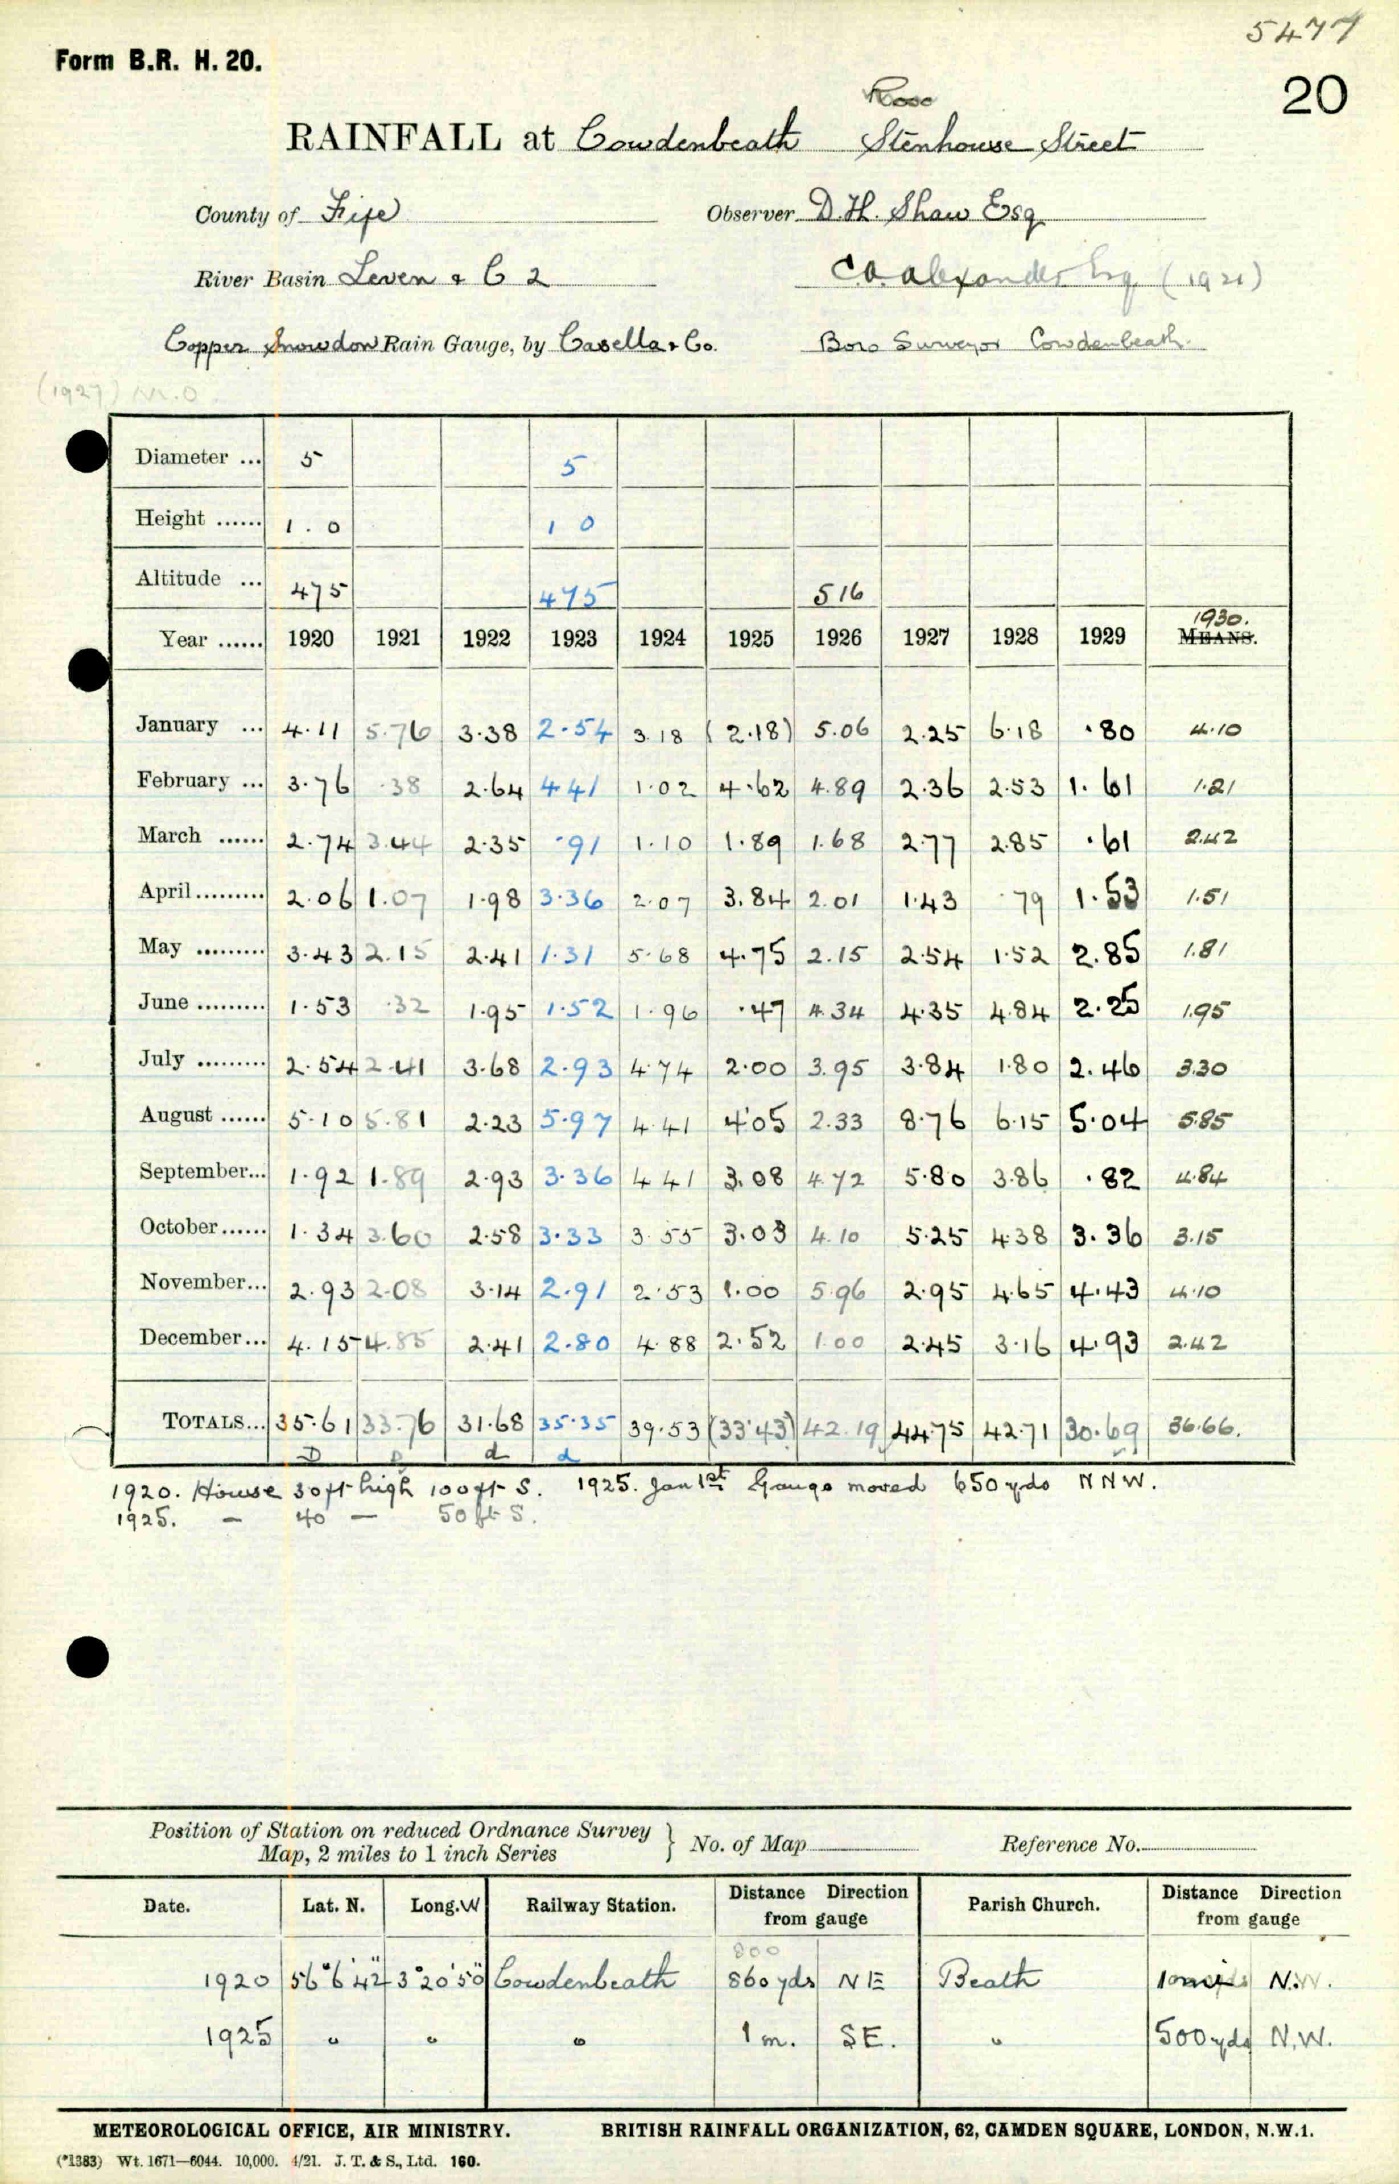 5477
Form B.R. H. 20.
20
RAINFALL at Cowdenbeath Stenhouse Street
County of Fife Observer D. H. Shaw Esq
River Basin Leven & C 2 C.A. Alexander Esq (1921)
Copper Snowdon Rain Gauge, by Casella & Co. Boro Surveyor Cowdenbeath.
(1927) M.O
Diameter ... 5 5
Height ...... 1.0 1 0
Altitude ... 475 475 516
Year ...... 1920 1921 1922 1923 1924 1925 1926 1927 1928 1929 1930. MEANS.
January ... 4.11 5.76 3.38 2.54 3.18 (2.18) 5.06 2.25 6.18 .80 4.10
February ... 3.76 .38 2.64 4.41 1.02 4.62 4.89 2.36 2.53 1.61 1.21
March ...... 2.74 3.44 2.35 .91 1.10 1.89 1.68 2.77 2.85 .61 2.42
April ......... 2.06 1.07 1.98 3.36 2.07 3.84 2.01 1.43 .79 1.53 1.51
May ......... 3.43 2.15 2.41 1.31 5.68 4.75 2.15 2.54 1.52 2.85 1.81
June ......... 1.53 .32 1.95 1.52 1.96 .47 4.34 4.35 4.84 2.25 1.95
July ......... 2.54 2.41 3.68 2.93 4.74 2.00 3.95 3.84 1.80 2.46 3.30
August ...... 5.10 5.81 2.23 5.97 4.41 4.05 2.33 8.76 6.15 5.04 5.85
September... 1.92 1.89 2.93 3.36 4.41 3.08 4.72 5.80 3.86 .82 4.84
October...... 1.34 3.60 2.58 3.33 3.55 3.03 4.10 5.25 4.38 3.36 3.15
November... 2.93 2.08 3.14 2.91 2.53 1.00 5.96 2.95 4.65 4.43 4.10
December... 4.15 4.85 2.41 2.80 4.88 2.52 1.00 2.45 3.16 4.93 2.42
TOTALS... 35.61 33.76 31.68 35.35 39.53 (33.43) 42.19 44.75 42.71 30.69 36.66.
D D d d
1920. House 30 ft high 100 ft S. 1925. Jan 1st Gauge moved 650 yds NNW.
1925. — 40 — 50 ft S.
Position of Station on reduced Ordnance Survey
Map, 2 miles to 1 inch Series } No. of Map Reference No.
Date. Lat. N. Long. W Railway Station. Distance Direction from gauge Parish Church. Distance Direction from gauge
800
1920 56°6'42" 3°20'50" Cowdenbeath 860 yds NE Beath N.W.
1925 " " " 1 m. SE. " 500 yds N.W.
METEOROLOGICAL OFFICE, AIR MINISTRY. BRITISH RAINFALL ORGANIZATION, 62, CAMDEN SQUARE, LONDON, N.W.1.
(*1383) Wt. 1671—6044. 10,000. 4/21. J. T. & S., Ltd. 160.